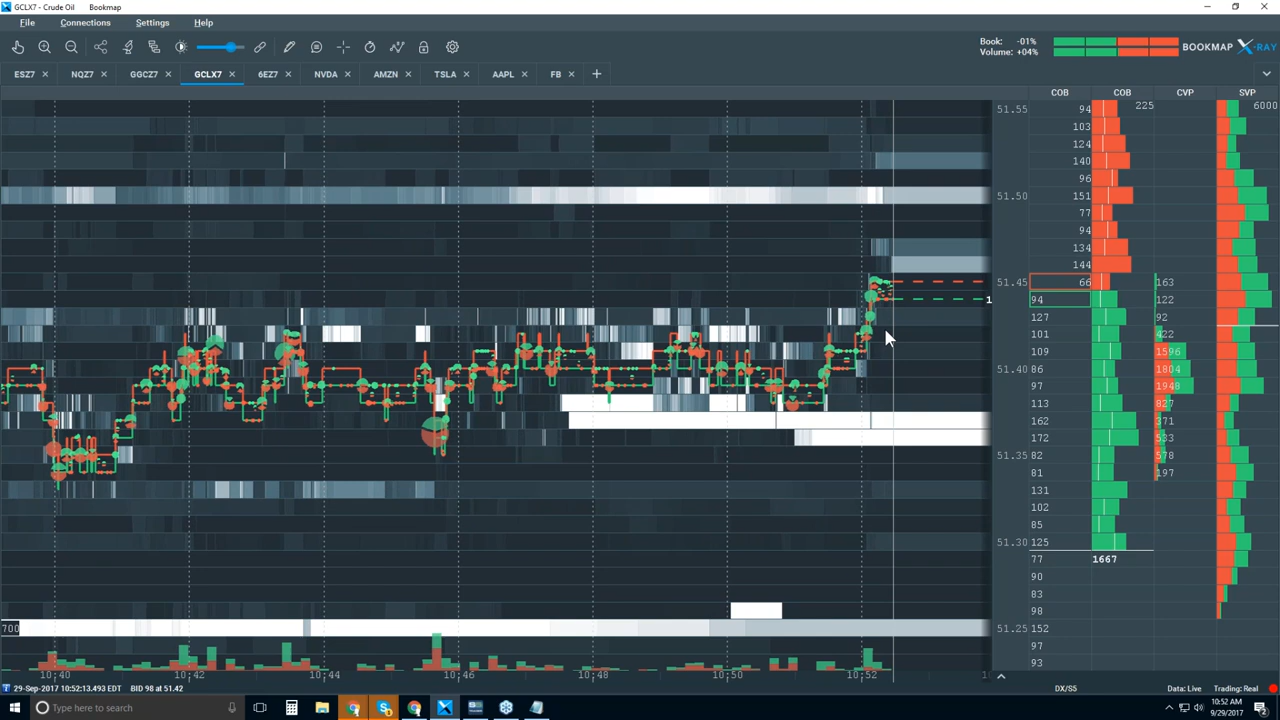 GCLX7 - Crude Oil Bookmap
File Connections Settings Help
Book: -01%
Volume: +04%
BOOKMAP X-RAY
ESZ7 NQZ7 GGCZ7 GCLX7 6EZ7 NVDA AMZN TSLA AAPL FB
COB COB CVP SVP
51.55 94 225 6000
103
124
140
96
51.50 151
77
94
134
144
51.45 66 163
1 94 122
127 92
101 422
109 1596
51.40 86 1804
97 1948
113 827
162 371
172 533
51.35 82 578
81 197
131
102
85
51.30 125
77 1667
90
83
98
700 51.25 152
97
93
10:40 10:42 10:44 10:46 10:48 10:50 10:52
29-Sep-2017 10:52:13.493 EDT BID 98 at 51.42 DX/S5 Data: Live Trading: Real
Type here to search
10:52 AM
9/29/2017
2